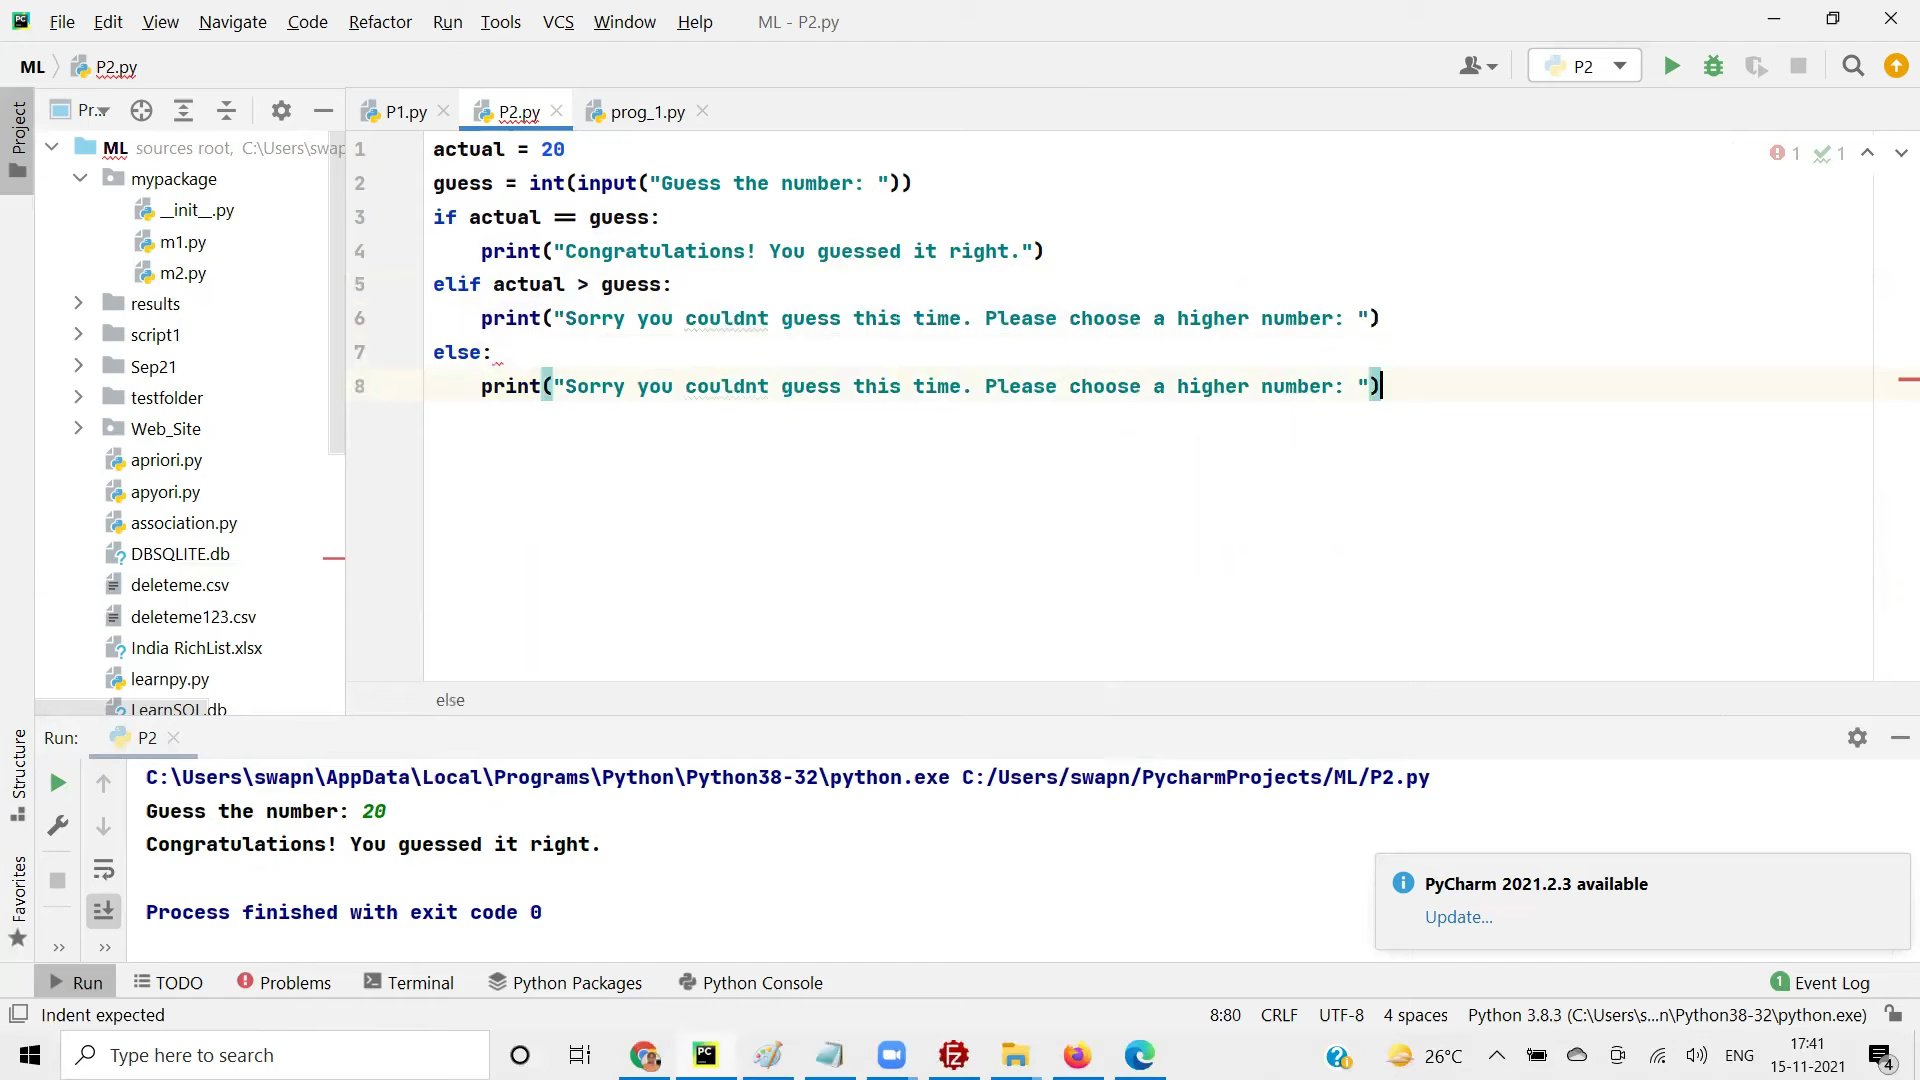 File Edit View Navigate Code Refactor Run Tools VCS Window Help ML - P2.py
ML P2.py P2
Project Pr... P1.py P2.py prog_1.py
ML sources root, C:\Users\swap
mypackage
__init__.py
m1.py
m2.py
results
script1
Sep21
testfolder
Web_Site
apriori.py
apyori.py
association.py
DBSQLITE.db
deleteme.csv
deleteme123.csv
India RichList.xlsx
learnpy.py
LearnSQL.db
1 actual = 20
2 guess = int(input("Guess the number: "))
3 if actual == guess:
4 print("Congratulations! You guessed it right.")
5 elif actual > guess:
6 print("Sorry you couldnt guess this time. Please choose a higher number: ")
7 else:
8 print("Sorry you couldnt guess this time. Please choose a higher number: ")
1 1
else
Structure
Favorites
Run: P2
C:\Users\swapn\AppData\Local\Programs\Python\Python38-32\python.exe C:/Users/swapn/PycharmProjects/ML/P2.py
Guess the number: 20
Congratulations! You guessed it right.
Process finished with exit code 0
PyCharm 2021.2.3 available
Update...
Run TODO Problems Terminal Python Packages Python Console 1 Event Log
Indent expected 8:80 CRLF UTF-8 4 spaces Python 3.8.3 (C:\Users\s...n\Python38-32\python.exe)
Type here to search 26°C ENG 17:41
15-11-2021 4